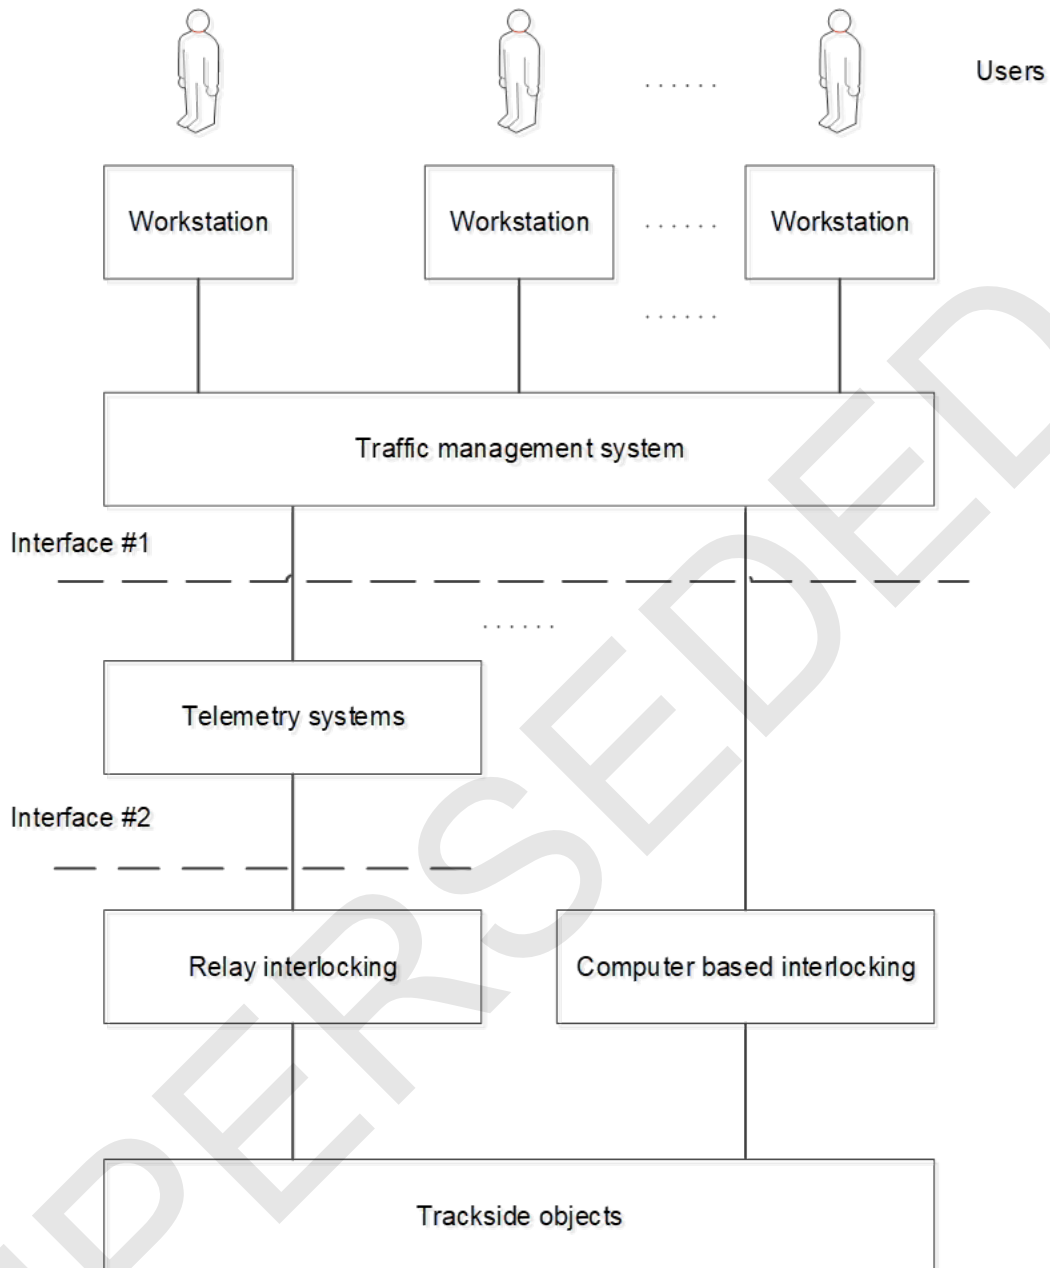 Users
Workstation
Workstation
......
Workstation
......
Traffic management system
Interface #1
......
Telemetry systems
Interface #2
Relay interlocking
Computer based interlocking
Trackside objects
PERSEDED